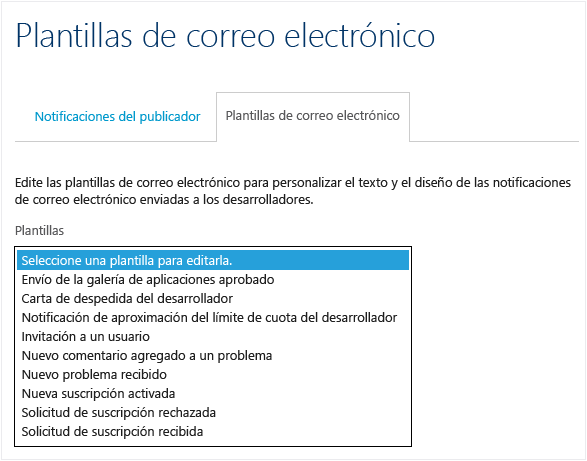 Plantillas de correo electrónico
Notificaciones del publicador
Plantillas de correo electrónico
Edite las plantillas de correo electrónico para personalizar el texto y el diseño de las notificaciones
de correo electrónico enviadas a los desarrolladores.
Plantillas
Seleccione una plantilla para editarla.
Envío de la galería de aplicaciones aprobado
Carta de despedida del desarrollador
Notificación de aproximación del límite de cuota del desarrollador
Invitación a un usuario
Nuevo comentario agregado a un problema
Nuevo problema recibido
Nueva suscripción activada
Solicitud de suscripción rechazada
Solicitud de suscripción recibida